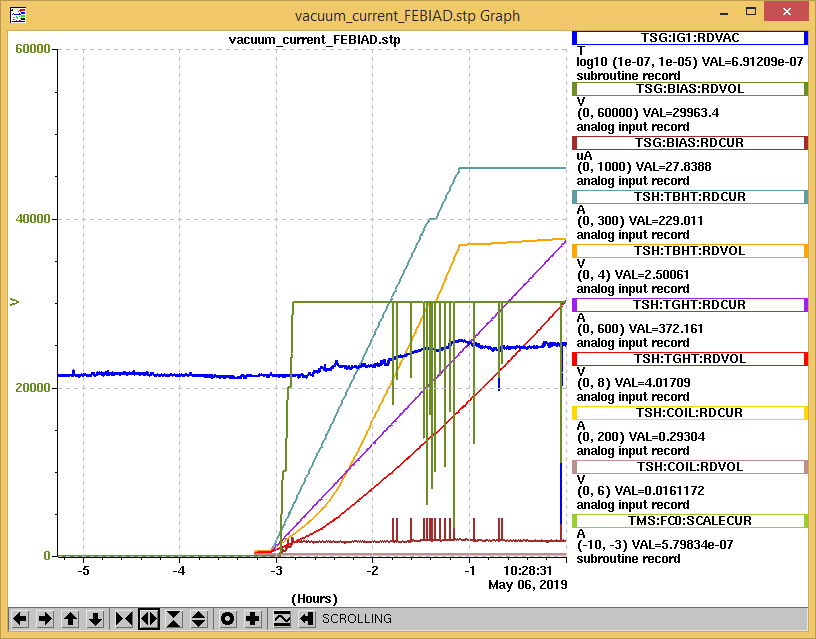 vacuum_current_FEBIAD.stp Graph
vacuum_current_FEBIAD.stp
60000
40000
20000
0
V
-5
-4
-3
-2
-1
10:28:31
May 06, 2019
(Hours)
TSG:IG1:RDVAC
T
log10 (1e-07, 1e-05) VAL=6.91209e-07
subroutine record
TSG:BIAS:RDVOL
V
(0, 60000) VAL=29963.4
analog input record
TSG:BIAS:RDCUR
uA
(0, 1000) VAL=27.8388
analog input record
TSH:TBHT:RDCUR
A
(0, 300) VAL=229.011
analog input record
TSH:TBHT:RDVOL
V
(0, 4) VAL=2.50061
analog input record
TSH:TGHT:RDCUR
A
(0, 600) VAL=372.161
analog input record
TSH:TGHT:RDVOL
V
(0, 8) VAL=4.01709
analog input record
TSH:COIL:RDCUR
A
(0, 200) VAL=0.29304
analog input record
TSH:COIL:RDVOL
V
(0, 6) VAL=0.0161172
analog input record
TMS:FC0:SCALECUR
A
(-10, -3) VAL=5.79834e-07
subroutine record
SCROLLING